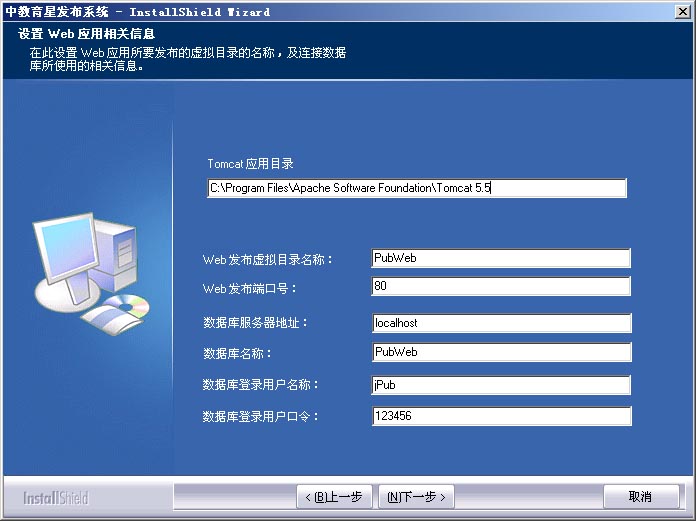 中教育星发布系统 - InstallShield Wizard
设置 Web 应用相关信息
在此设置 Web 应用所要发布的虚拟目录的名称，及连接数据
库所使用的相关信息。
Tomcat 应用目录
C:\Program Files\Apache Software Foundation\Tomcat 5.5
Web 发布虚拟目录名称：
PubWeb
Web 发布端口号：
80
数据库服务器地址：
localhost
数据库名称：
PubWeb
数据库登录用户名称：
jPub
数据库登录用户口令：
123456
InstallShield
< (B)上一步
(N)下一步 >
取消